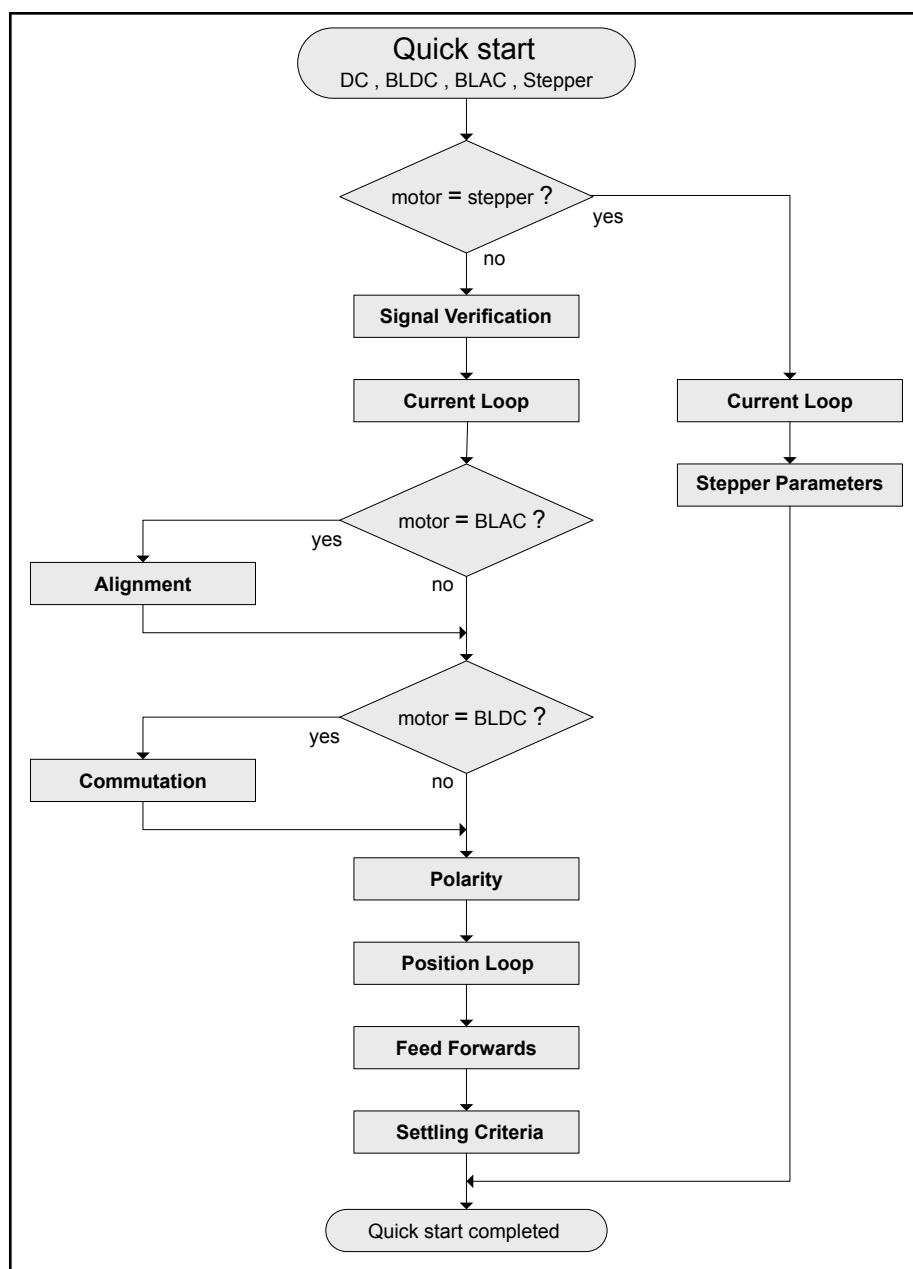 Quick start
DC , BLDC , BLAC , Stepper
motor = stepper ?
yes
no
Signal Verification
Current Loop
Current Loop
Stepper Parameters
motor = BLAC ?
yes
no
Alignment
motor = BLDC ?
yes
no
Commutation
Polarity
Position Loop
Feed Forwards
Settling Criteria
Quick start completed